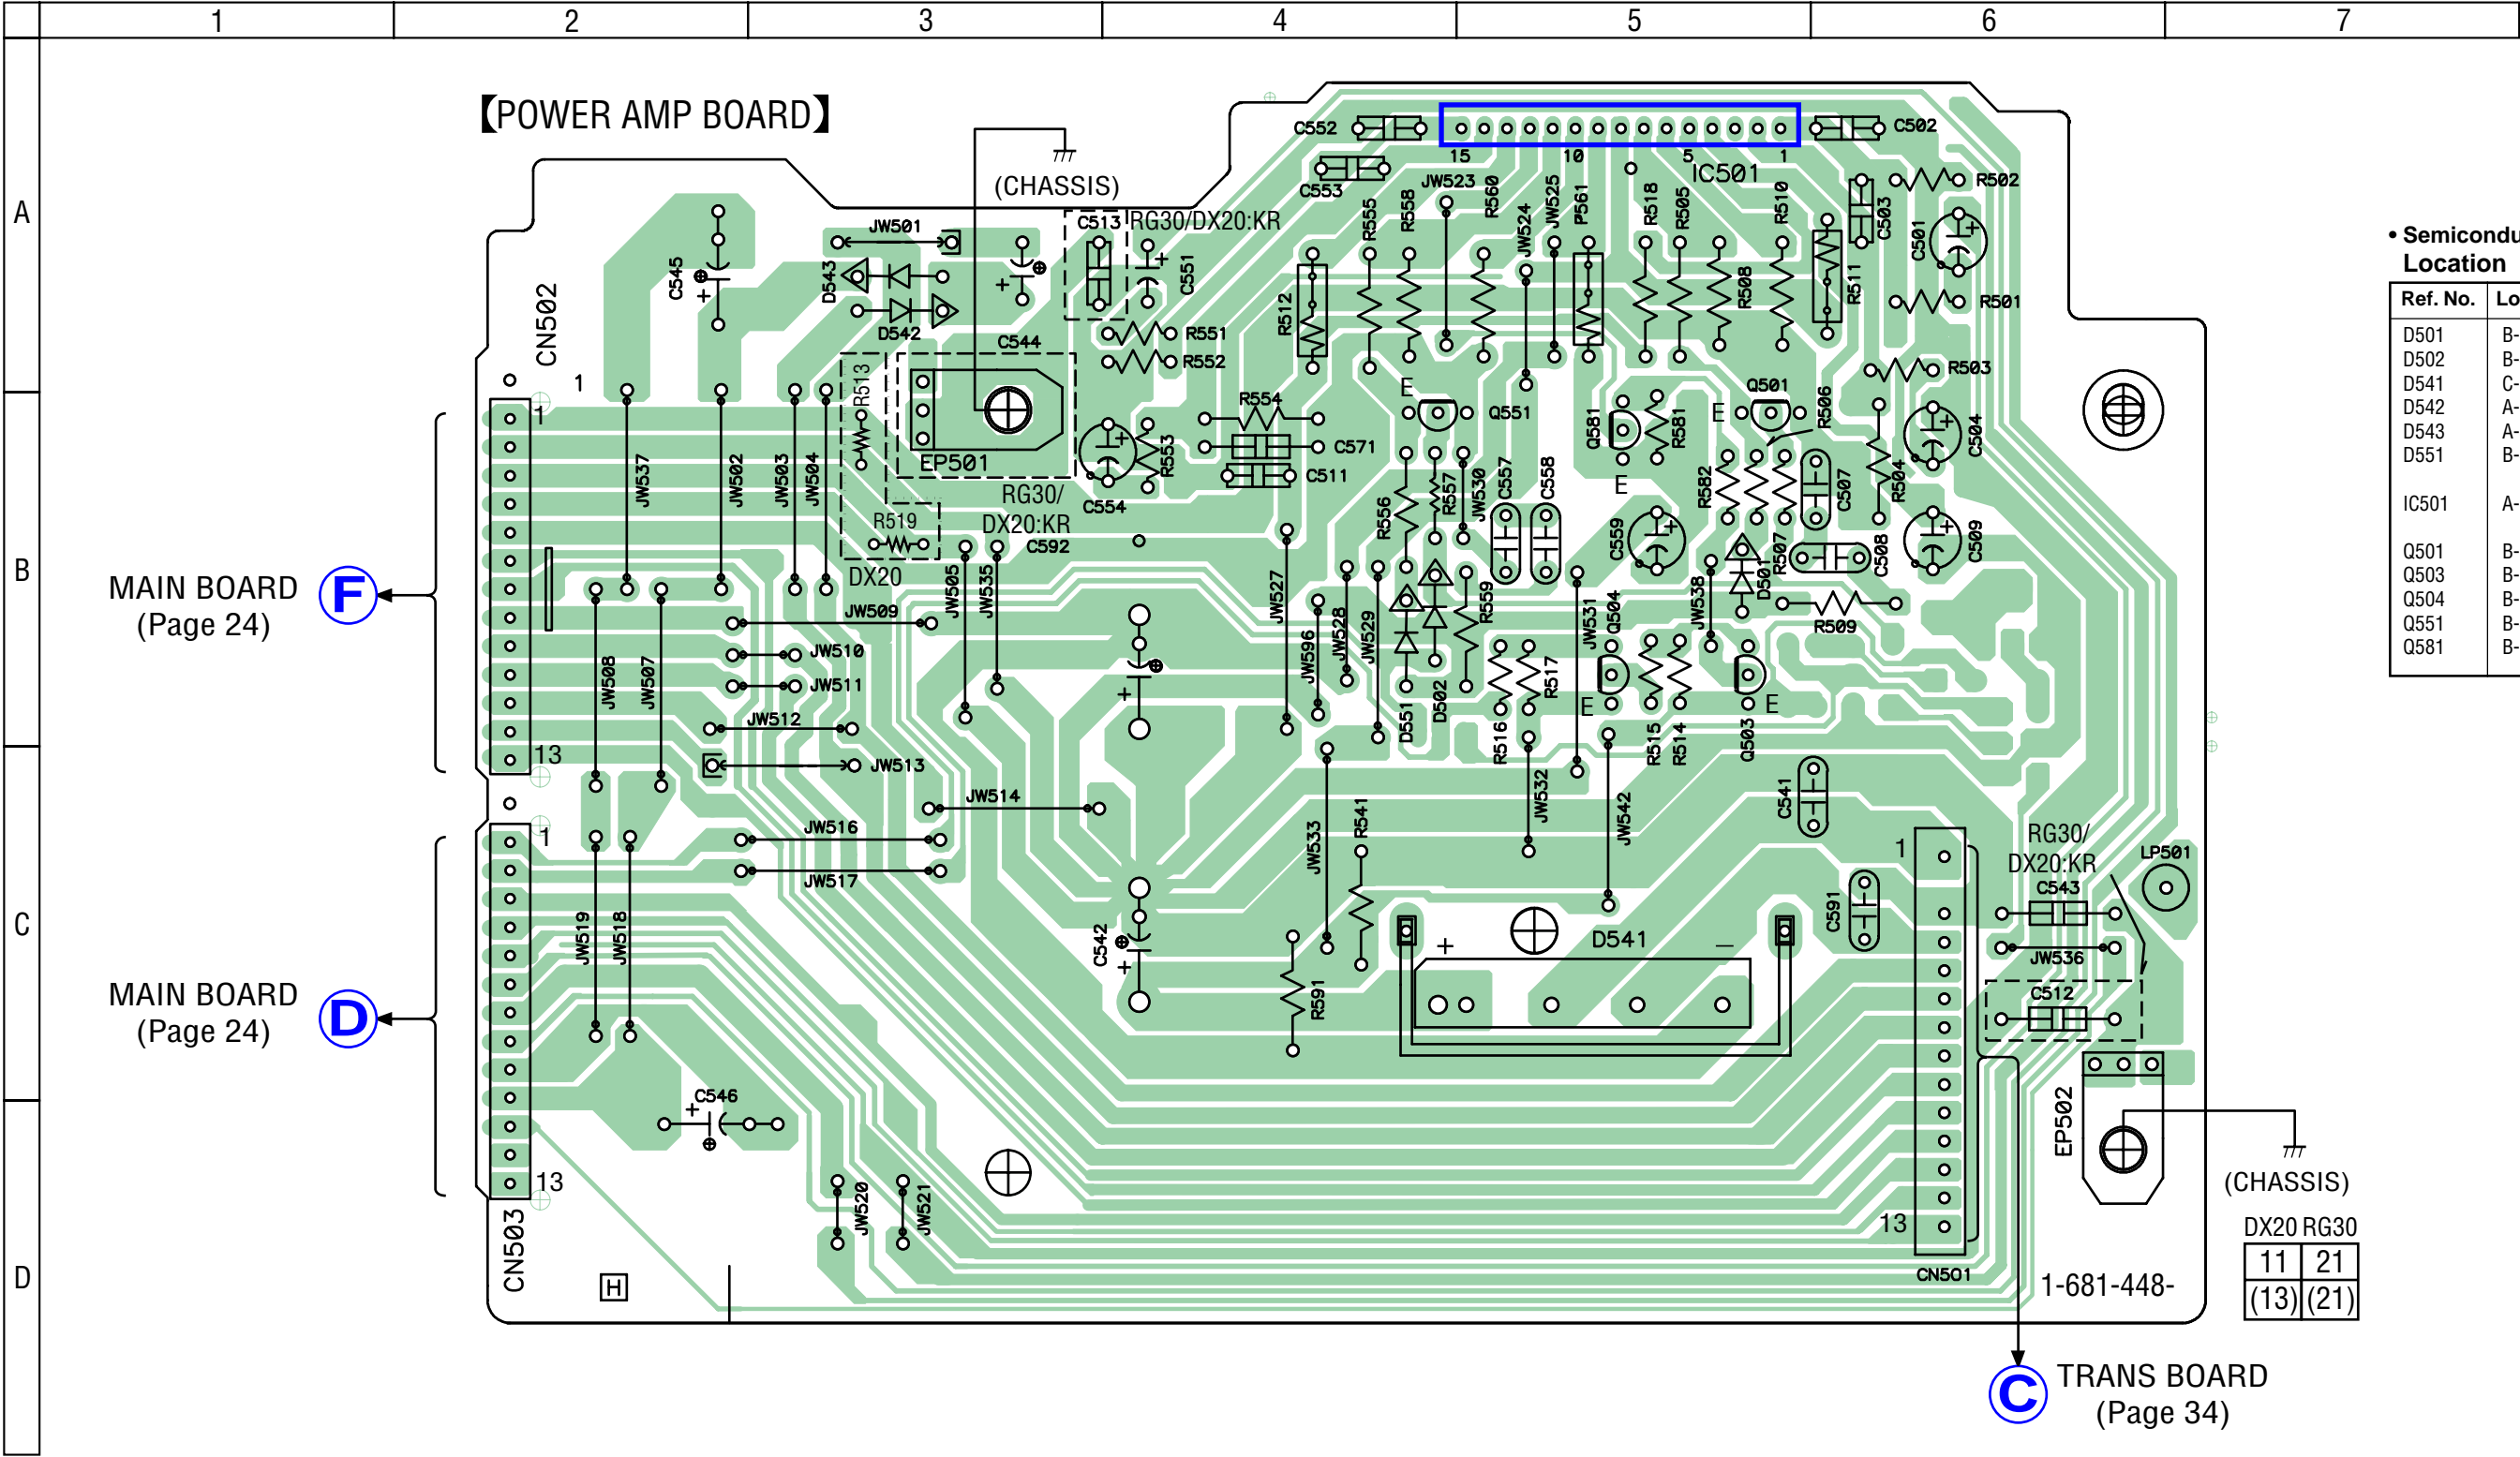 1 2 3 4 5 6 7
A
B
C
D
【POWER AMP BOARD】
(CHASSIS)
C552
C502
15 10 5 1
IC501
C553
JW523
R560
JW524
JW525
P561
R518
R505
R510
R555
R558
R502
C503
C501
C513
RG30/DX20:KR
JW501
C545
D543
D542
C551
R512
R508
R511
R501
CN502
C544
R551
R552
R503
1
R513
E
R554
Q551
Q581
R581
E
Q501
R506
C504
1
EP501
R553
C571
C511
JW537
JW502
JW503
JW504
RG30/
DX20:KR
C554
C592
R556
R557
JW530
C557
C558
E
R582
C507
R504
R519
DX20
C559
R507
C508
C509
D501
MAIN BOARD
(Page 24)
F
JW505
JW535
JW509
JW527
JW596
JW528
JW529
R559
JW531
Q504
JW538
R509
JW508
JW507
JW510
JW511
JW512
D551
D502
R516
R517
E
R515
R514
Q503
E
13
JW513
JW514
JW532
JW542
C541
1
JW516
JW517
JW533
R541
1
RG30/
DX20:KR
LP501
C543
JW519
JW518
C542
+
D541
–
C591
JW536
C512
MAIN BOARD
(Page 24)
D
R591
C546
EP502
13
JW520
JW521
13
(CHASSIS)
CN503
H
CN501
1-681-448-
DX20 RG30
11 21
(13) (21)
C
TRANS BOARD
(Page 34)
• Semicondu
Location
Ref. No. Lo
D501 B-
D502 B-
D541 C-
D542 A-
D543 A-
D551 B-
IC501 A-
Q501 B-
Q503 B-
Q504 B-
Q551 B-
Q581 B-